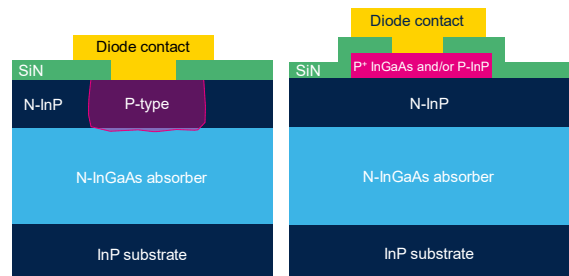 Diode contact
SiN
N-InP
P-type
N-InGaAs absorber
InP substrate
Diode contact
P⁺ InGaAs and/or P-InP
SiN
N-InP
N-InGaAs absorber
InP substrate